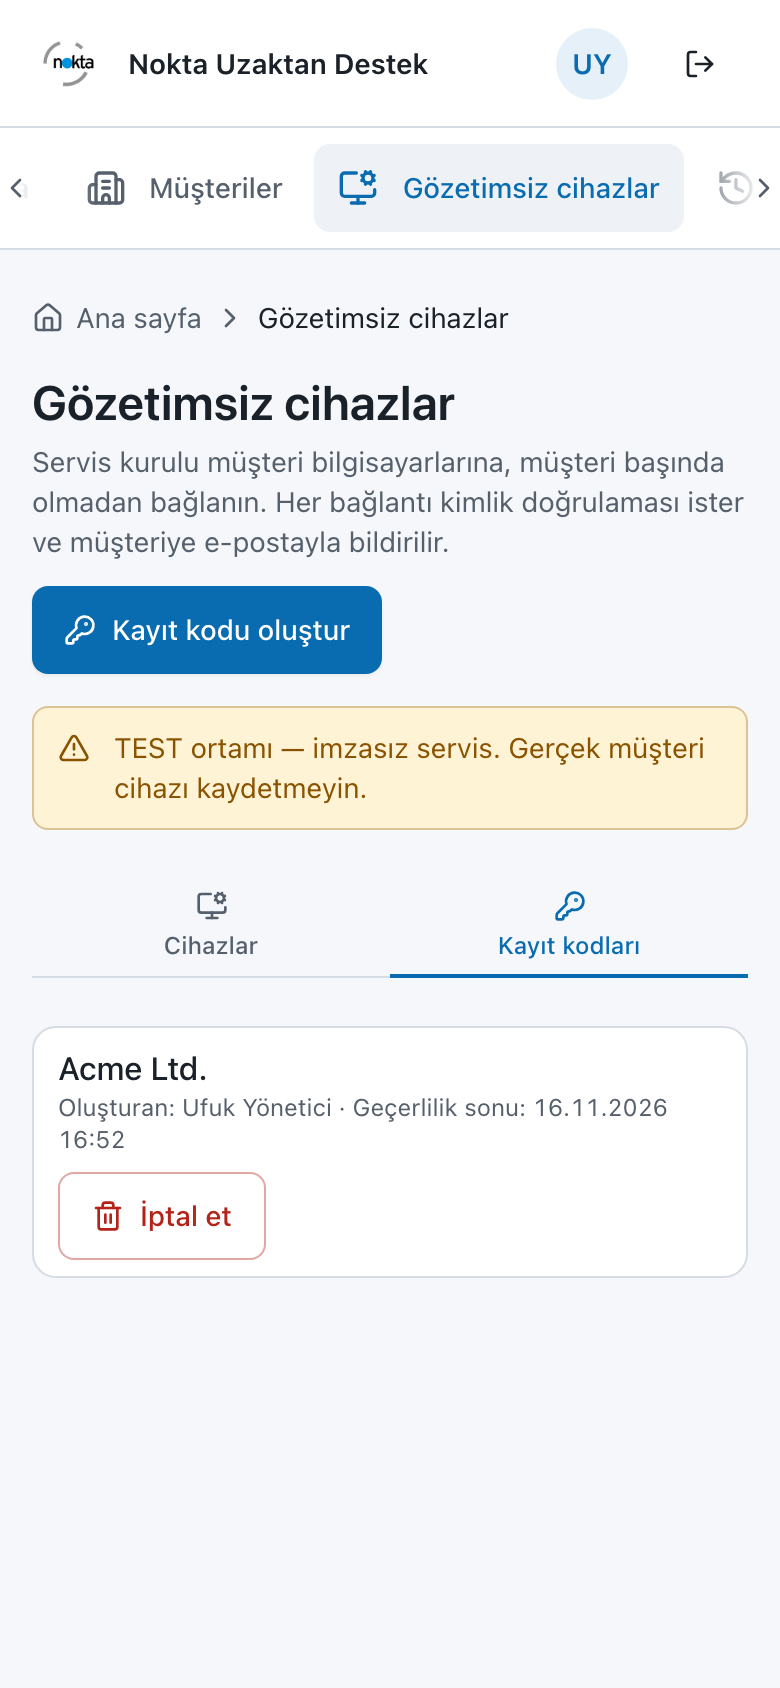 nokta
Nokta Uzaktan Destek
UY
Müşteriler
Gözetimsiz cihazlar
Ana sayfa
Gözetimsiz cihazlar
Gözetimsiz cihazlar
Servis kurulu müşteri bilgisayarlarına, müşteri başında
olmadan bağlanın. Her bağlantı kimlik doğrulaması ister
ve müşteriye e-postayla bildirilir.
Kayıt kodu oluştur
TEST ortamı — imzasız servis. Gerçek müşteri
cihazı kaydetmeyin.
Cihazlar
Kayıt kodları
Acme Ltd.
Oluşturan: Ufuk Yönetici · Geçerlilik sonu: 16.11.2026
16:52
İptal et